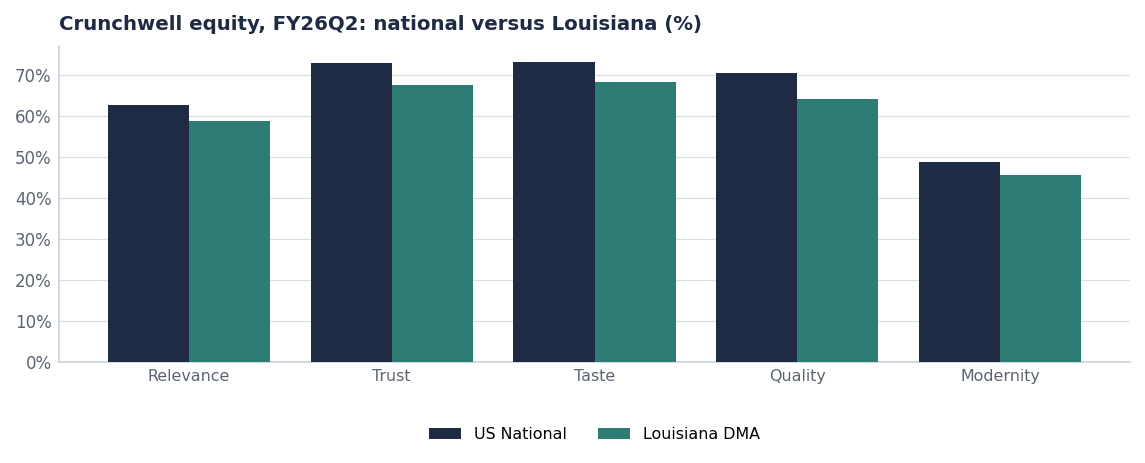 Crunchwell equity, FY26Q2: national versus Louisiana (%)
70%
60%
50%
40%
30%
20%
10%
0%
Relevance Trust Taste Quality Modernity
US National Louisiana DMA